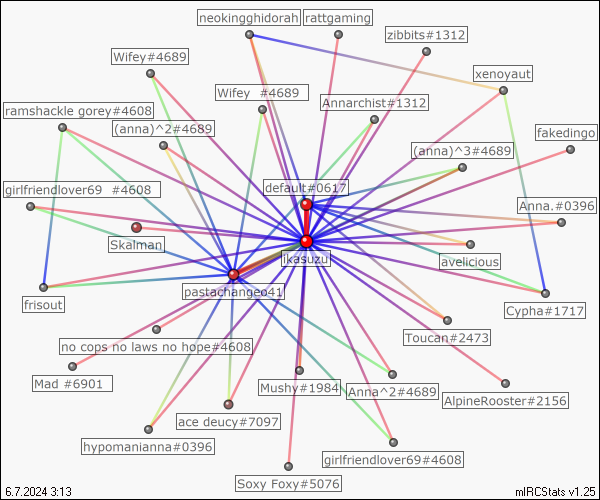 neokingghidorah
rattgaming
zibbits#1312
Wifey#4689
xenoyaut
Wifey  #4689
Annarchist#1312
ramshackle gorey#4608
(anna)^2#4689
fakedingo
(anna)^3#4689
girlfriendlover69  #4608
default#0617
Anna.#0396
Skalman
ikasuzu
avelicious
pastachangeo41
frisout
Cypha#1717
no cops no laws no hope#4608
Toucan#2473
Mad #6901
Mushy#1984
Anna^2#4689
AlpineRooster#2156
ace deucy#7097
hypomanianna#0396
girlfriendlover69#4608
Soxy Foxy#5076
6.7.2024 3:13
mIRCStats v1.25